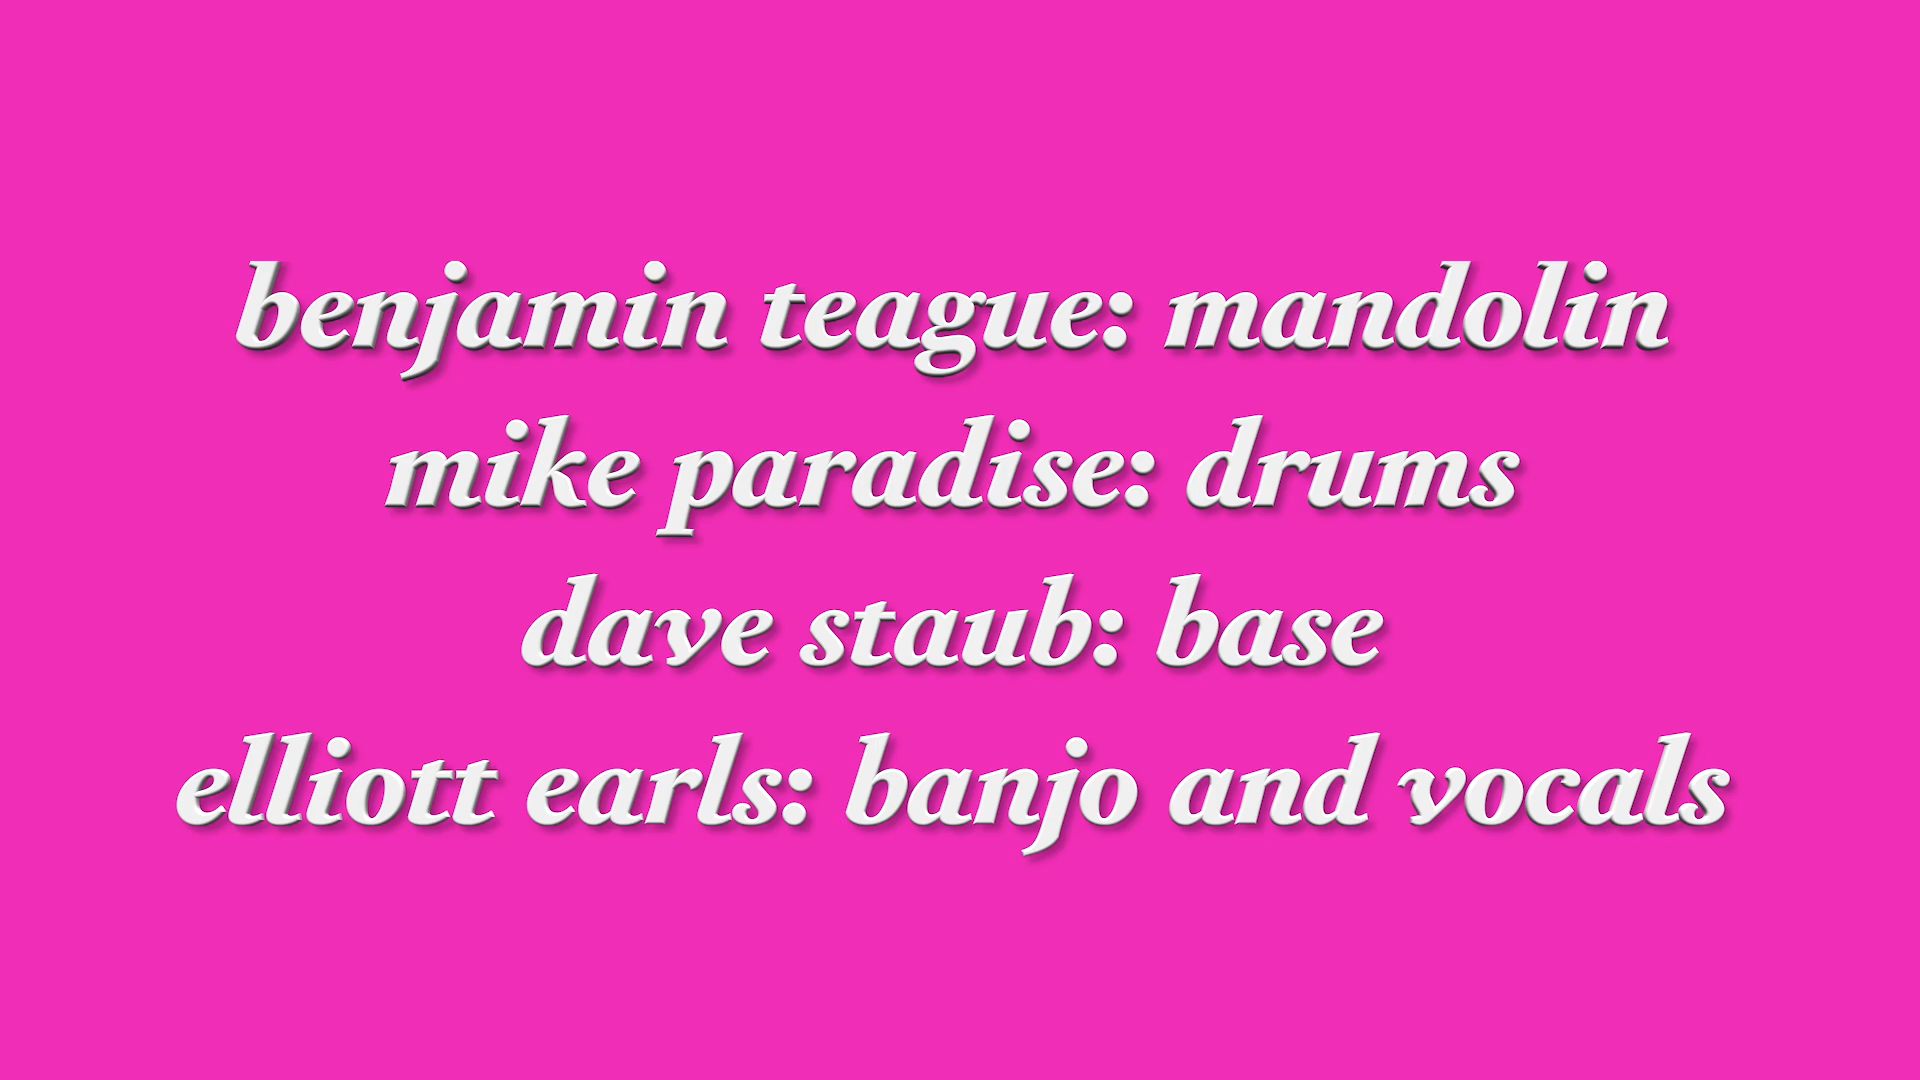 benjamin teague: mandolin
mike paradise: drums
dave staub: base
elliott earls: banjo and vocals